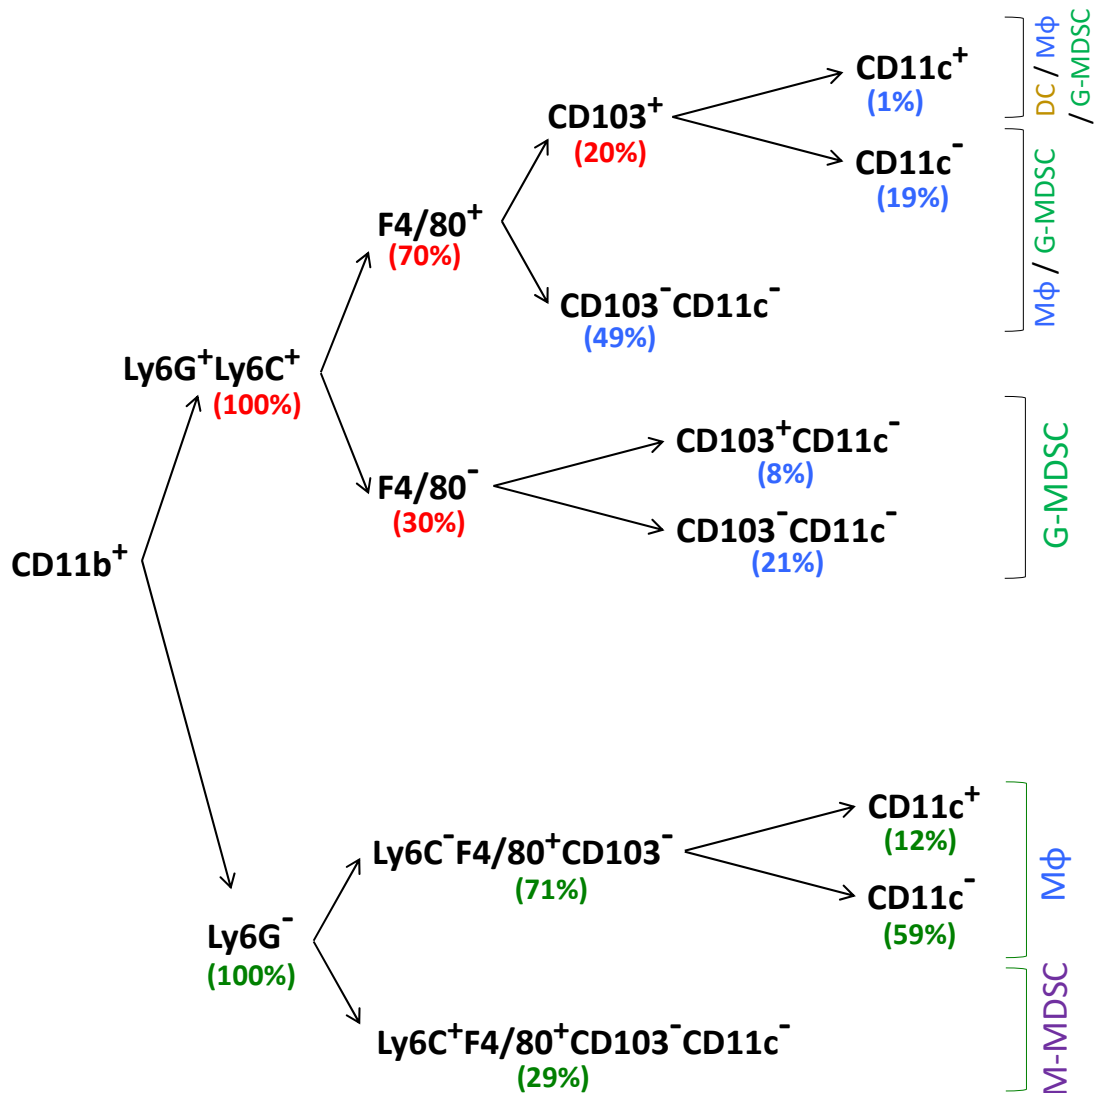 CD11b⁺
Ly6G⁺Ly6C⁺
(100%)
F4/80⁺
(70%)
CD103⁺
(20%)
CD11c⁺
(1%)
CD11c⁻
(19%)
CD103⁻CD11c⁻
(49%)
F4/80⁻
(30%)
CD103⁺CD11c⁻
(8%)
CD103⁻CD11c⁻
(21%)
Ly6G⁻
(100%)
Ly6C⁻F4/80⁺CD103⁻
(71%)
CD11c⁺
(12%)
CD11c⁻
(59%)
Ly6C⁺F4/80⁺CD103⁻CD11c⁻
(29%)
DC / Mϕ
/ G-MDSC
Mϕ / G-MDSC
G-MDSC
Mϕ
M-MDSC